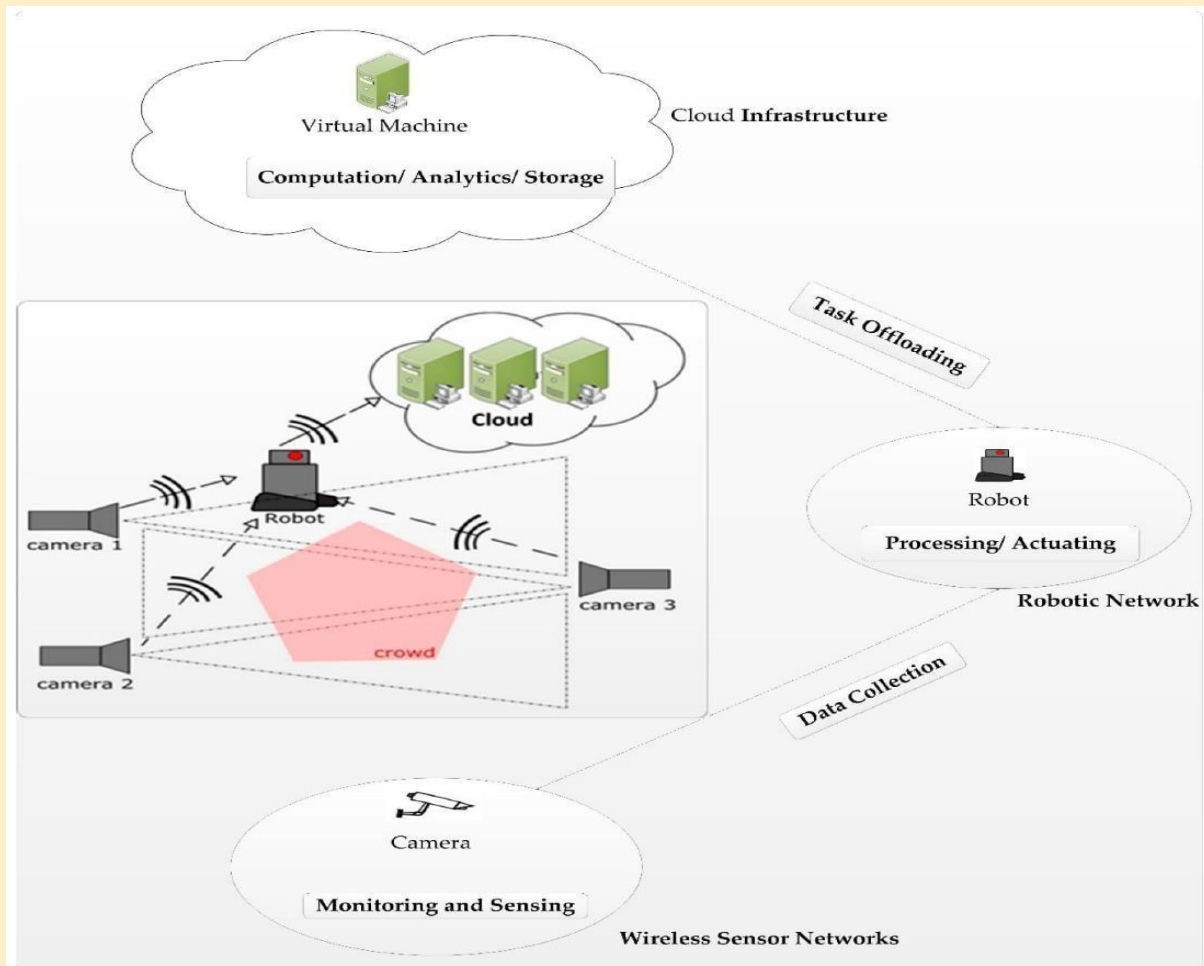 Virtual Machine
Cloud Infrastructure
Computation/ Analytics/ Storage
Task Offloading
Cloud
Robot
camera 1
camera 3
crowd
camera 2
Robot
Processing/ Actuating
Robotic Network
Data Collection
Camera
Monitoring and Sensing
Wireless Sensor Networks